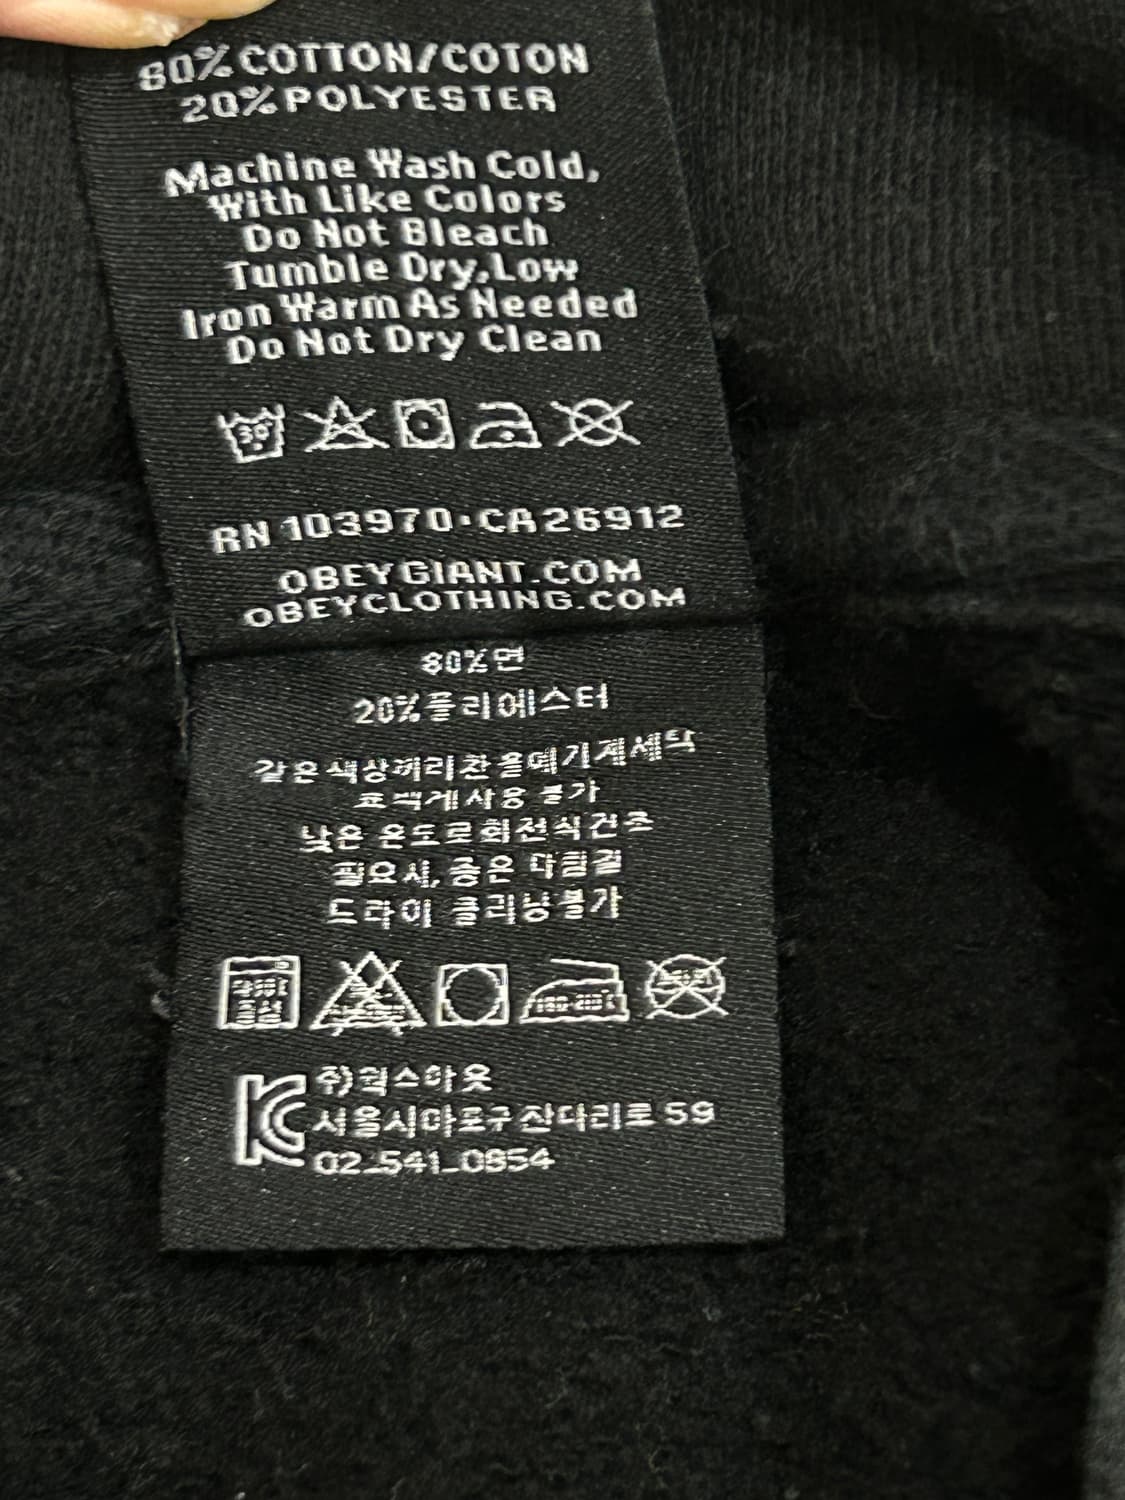 80% COTTON/COTON
20% POLYESTER
Machine Wash Cold,
With Like Colors
Do Not Bleach
Tumble Dry, Low
Iron Warm As Needed
Do Not Dry Clean
30°
RN 103970·CA26912
OBEYGIANT.COM
OBEYCLOTHING.COM
80%면
20%폴리에스터
같은색상끼리찬물에기계세탁
표백제사용 불가
낮은 온도로회전식건조
필요시,
드라이 클리닝불가
KC
주)웍스아웃
서울시마포구잔다리로 59
02_541_0854